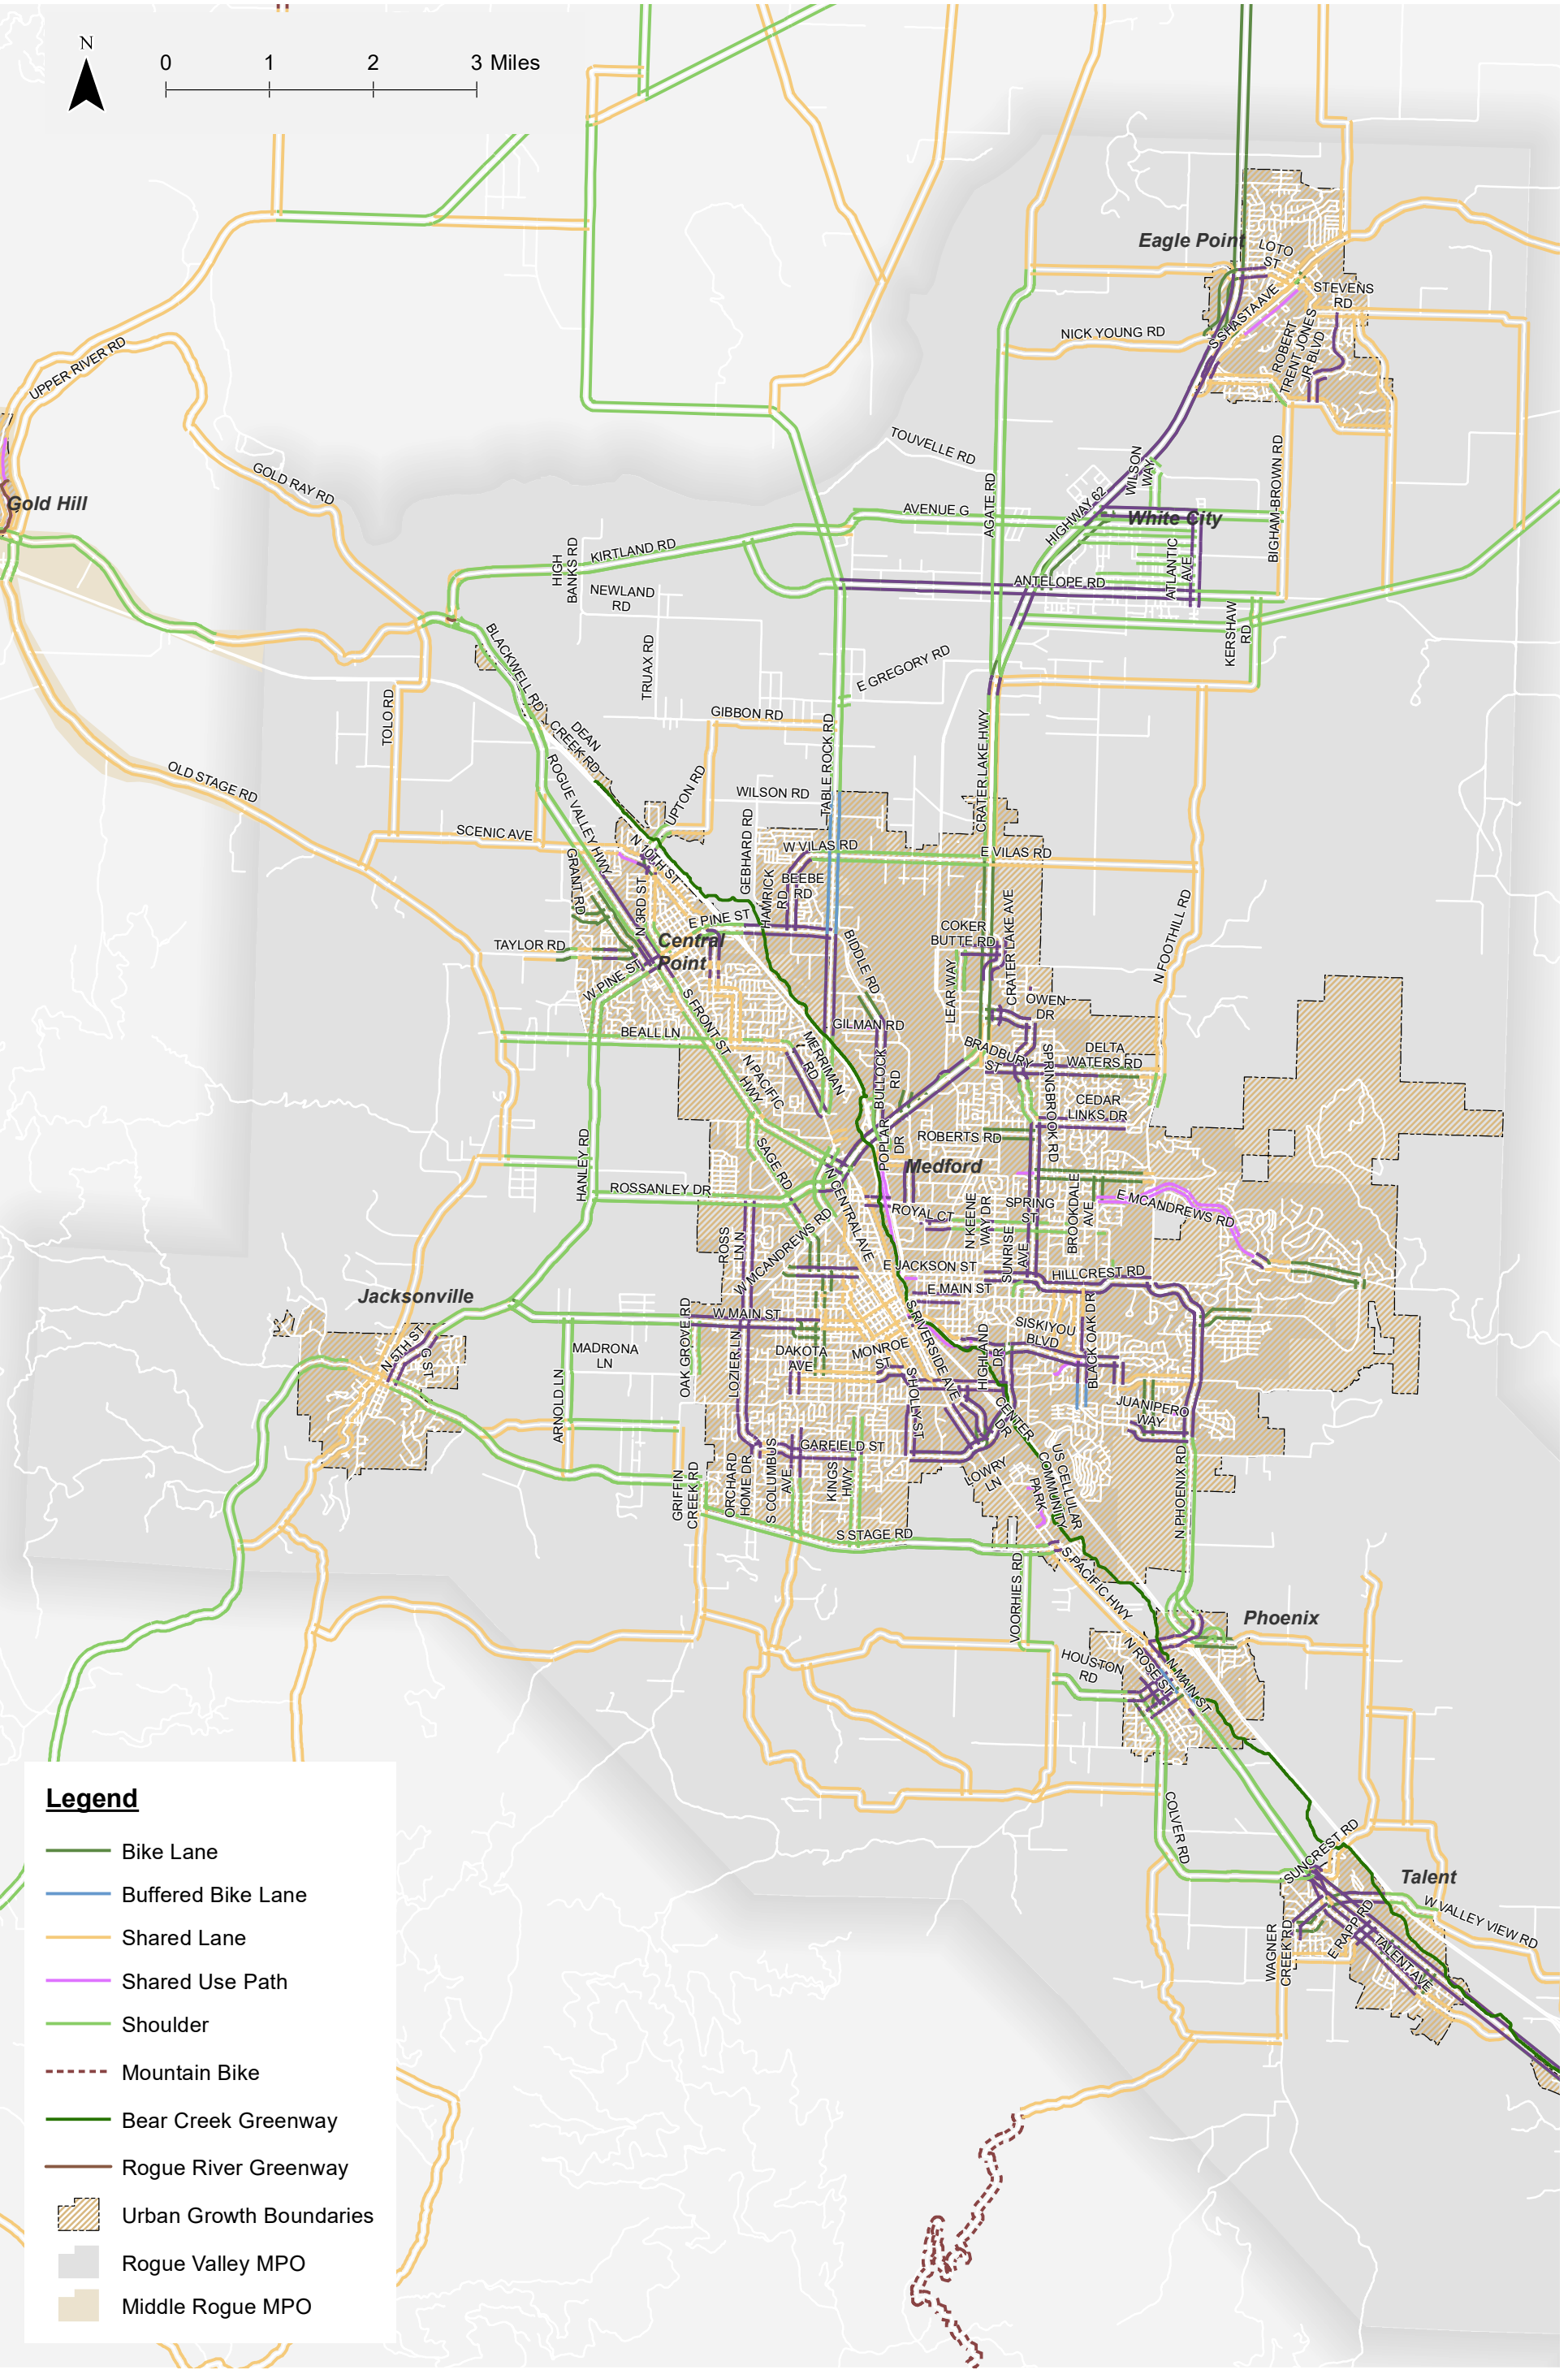 N
0 1 2 3 Miles
Eagle Point
LOTO
ST
STEVENS
RD
S SHASTA AVE
ROBERT
TRENT JONES
JR BLVD
NICK YOUNG RD
UPPER RIVER RD
GOLD RAY RD
Gold Hill
TOUVELLE RD
AGATE RD
AVENUE G
HIGHWAY 62
WILSON
WAY
White City
BIGHAM-BROWN RD
HIGH
BANKS RD
KIRTLAND RD
NEWLAND
RD
ANTELOPE RD
ATLANTIC
AVE
KERSHAW
RD
BLACKWELL RD
TRUAX RD
E GREGORY RD
TOLO RD
DEAN
CREEK RD
GIBBON RD
TABLE ROCK RD
CRATER LAKE HWY
OLD STAGE RD
ROGUE VALLEY HWY
UPTON RD
WILSON RD
SCENIC AVE
N 10TH ST
GEBHARD RD
W VILAS RD
E VILAS RD
GRANT RD
N 3RD ST
HAMRICK
RD
BEEBE
RD
E PINE ST
Central
Point
TAYLOR RD
W PINE ST
BIDDLE RD
COKER
BUTTE RD
CRATER LAKE AVE
LEAR WAY
N FOOTHILL RD
OWEN
DR
S FRONT ST
BEALL LN
GILMAN RD
MERRIMAN
RD
N PACIFIC
HWY
BULLOCK
RD
BRADBURY
ST
SPRINGBROOK RD
DELTA
WATERS RD
CEDAR
LINKS DR
POPLAR
DR
ROBERTS RD
Medford
HANLEY RD
SAGE RD
ROSSANLEY DR
N CENTRAL AVE
ROYAL CT
N KEENE
WAY DR
SPRING
ST
BROOKDALE
AVE
E MCANDREWS RD
ROSS
LN N
W MCANDREWS RD
SUNRISE
AVE
E JACKSON ST
HILLCREST RD
E MAIN ST
Jacksonville
N 5TH ST
G ST
W MAIN ST
OAK GROVE RD
MADRONA
LN
LOZIER LN
DAKOTA
AVE
MONROE
ST
S RIVERSIDE AVE
SISKIYOU
BLVD
HIGHLAND
DR
BLACK OAK DR
JUANIPERO
WAY
ARNOLD LN
S HOLLY ST
CENTER
DR
GARFIELD ST
LOWRY
LN
US CELLULAR
COMMUNITY
PARK
N PHOENIX RD
GRIFFIN
CREEK RD
ORCHARD
HOME DR
S COLUMBUS
AVE
KINGS
HWY
S STAGE RD
VOORHIES RD
S PACIFIC HWY
Phoenix
HOUSTON
RD
N ROSE ST
N MAIN ST
COLVER RD
SUNCREST RD
Talent
W VALLEY VIEW RD
WAGNER
CREEK RD
E RAPP RD
TALENT AVE
Legend
Bike Lane
Buffered Bike Lane
Shared Lane
Shared Use Path
Shoulder
Mountain Bike
Bear Creek Greenway
Rogue River Greenway
Urban Growth Boundaries
Rogue Valley MPO
Middle Rogue MPO